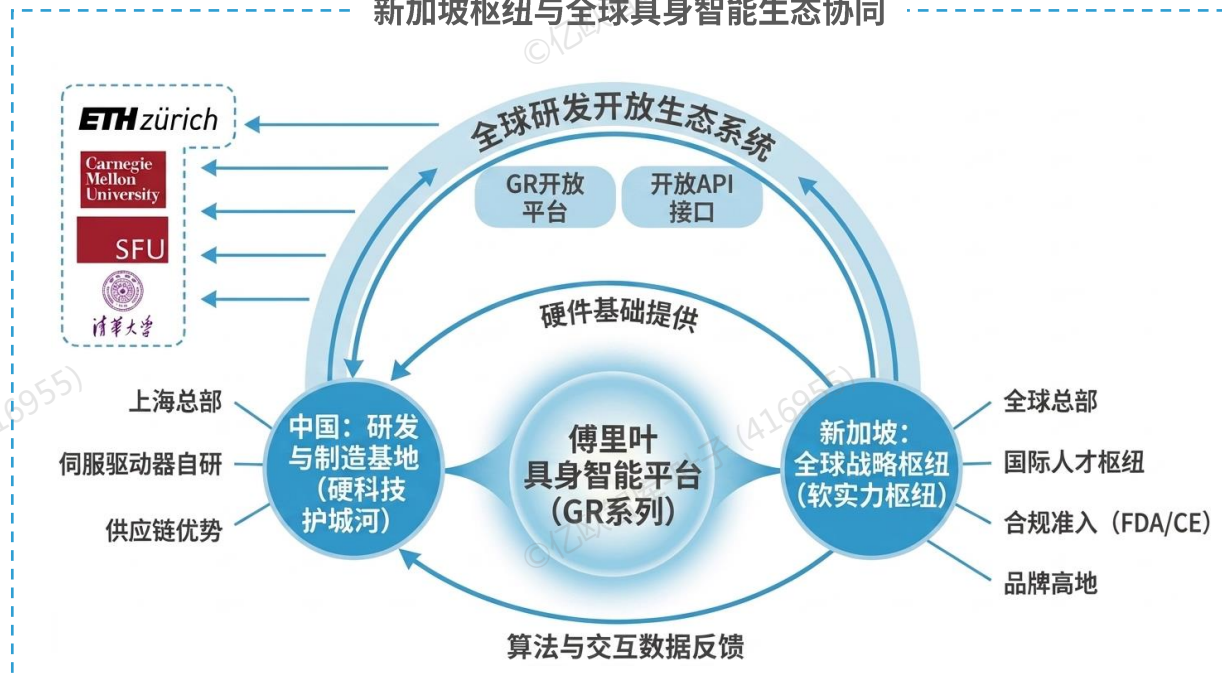 新加坡枢纽与全球具身智能生态协同
ETH zürich
Carnegie
Mellon
University
SFU
清华大学
全球研发开放生态系统
GR开放
平台
开放API
接口
硬件基础提供
上海总部
伺服驱动器自研
供应链优势
中国：研发
与制造基地
（硬科技
护城河）
傅里叶
具身智能平台
（GR系列）
新加坡：
全球战略枢纽
（软实力枢纽）
全球总部
国际人才枢纽
合规准入（FDA/CE）
品牌高地
算法与交互数据反馈